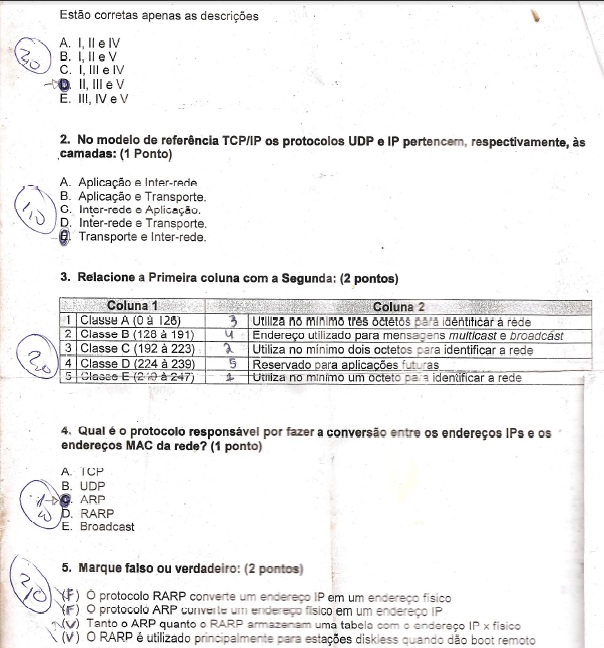 Estão corretas apenas as descrições
A. I, II e IV
B. I, II e V
2,0 C. I, III e IV
D. II, III e V
E. III, IV e V
2. No modelo de referência TCP/IP os protocolos UDP e IP pertencem, respectivamente, às
camadas: (1 Ponto)
A. Aplicação e Inter-rede
B. Aplicação e Transporte.
1,0 C. Inter-rede e Aplicação.
D. Inter-rede e Transporte.
E. Transporte e Inter-rede.
3. Relacione a Primeira coluna com a Segunda: (2 pontos)
Coluna 1 Coluna 2
1 Classe A (0 à 126) 3 Utiliza no mínimo três octetos para identificar a rede
2 Classe B (128 à 191) 4 Endereço utilizado para mensagens multicast e broadcast
3 Classe C (192 à 223) 2 Utiliza no mínimo dois octetos para identificar a rede
2,0 4 Classe D (224 à 239) 5 Reservado para aplicações futuras
5 Classe E (240 à 247) 1 Utiliza no mínimo um octeto para identificar a rede
4. Qual é o protocolo responsável por fazer a conversão entre os endereços IPs e os
endereços MAC da rede? (1 ponto)
A. TCP
B. UDP
C. ARP
D. RARP
E. Broadcast
5. Marque falso ou verdadeiro: (2 pontos)
2,0 (F) O protocolo RARP converte um endereço IP em um endereço físico
(F) O protocolo ARP converte um endereço físico em um endereço IP
(V) Tanto o ARP quanto o RARP armazenam uma tabela com o endereço IP x físico
(V) O RARP é utilizado principalmente para estações diskless quando dão boot remoto